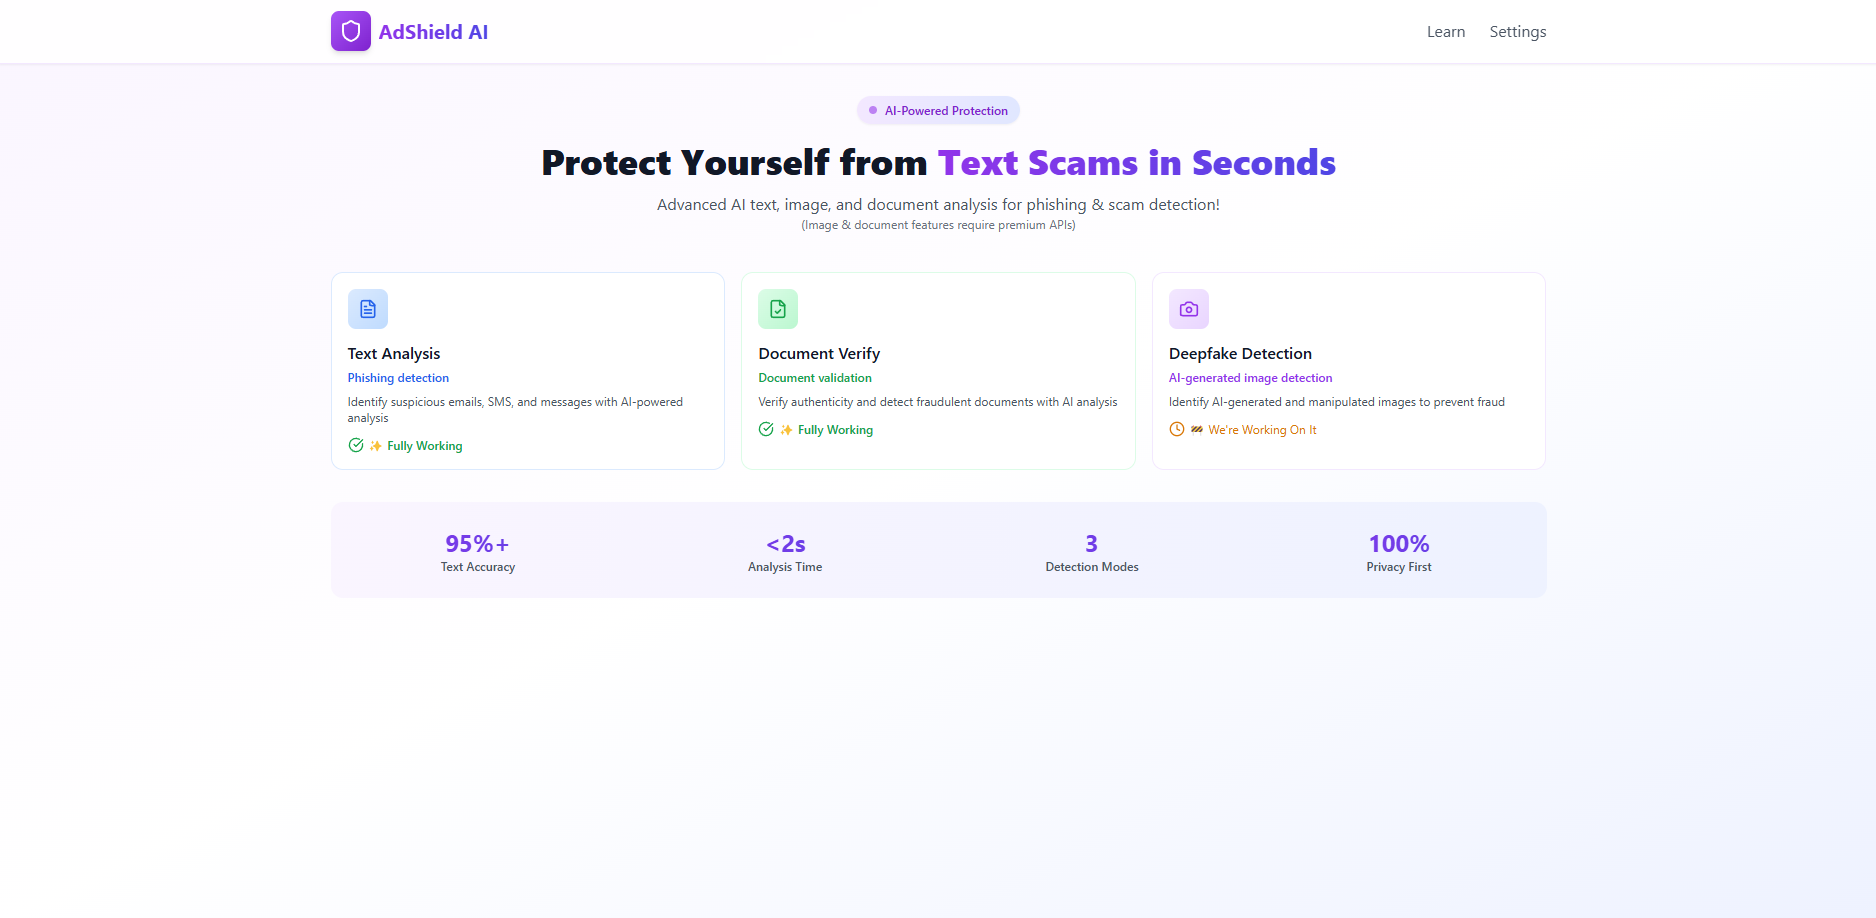 AdShield AI
Learn
Settings
AI-Powered Protection
Protect Yourself from Text Scams in Seconds
Advanced AI text, image, and document analysis for phishing & scam detection!
(Image & document features require premium APIs)
Text Analysis
Phishing detection
Identify suspicious emails, SMS, and messages with AI-powered
analysis
✨ Fully Working
Document Verify
Document validation
Verify authenticity and detect fraudulent documents with AI analysis
✨ Fully Working
Deepfake Detection
AI-generated image detection
Identify AI-generated and manipulated images to prevent fraud
🚧 We're Working On It
95%+
Text Accuracy
<2s
Analysis Time
3
Detection Modes
100%
Privacy First